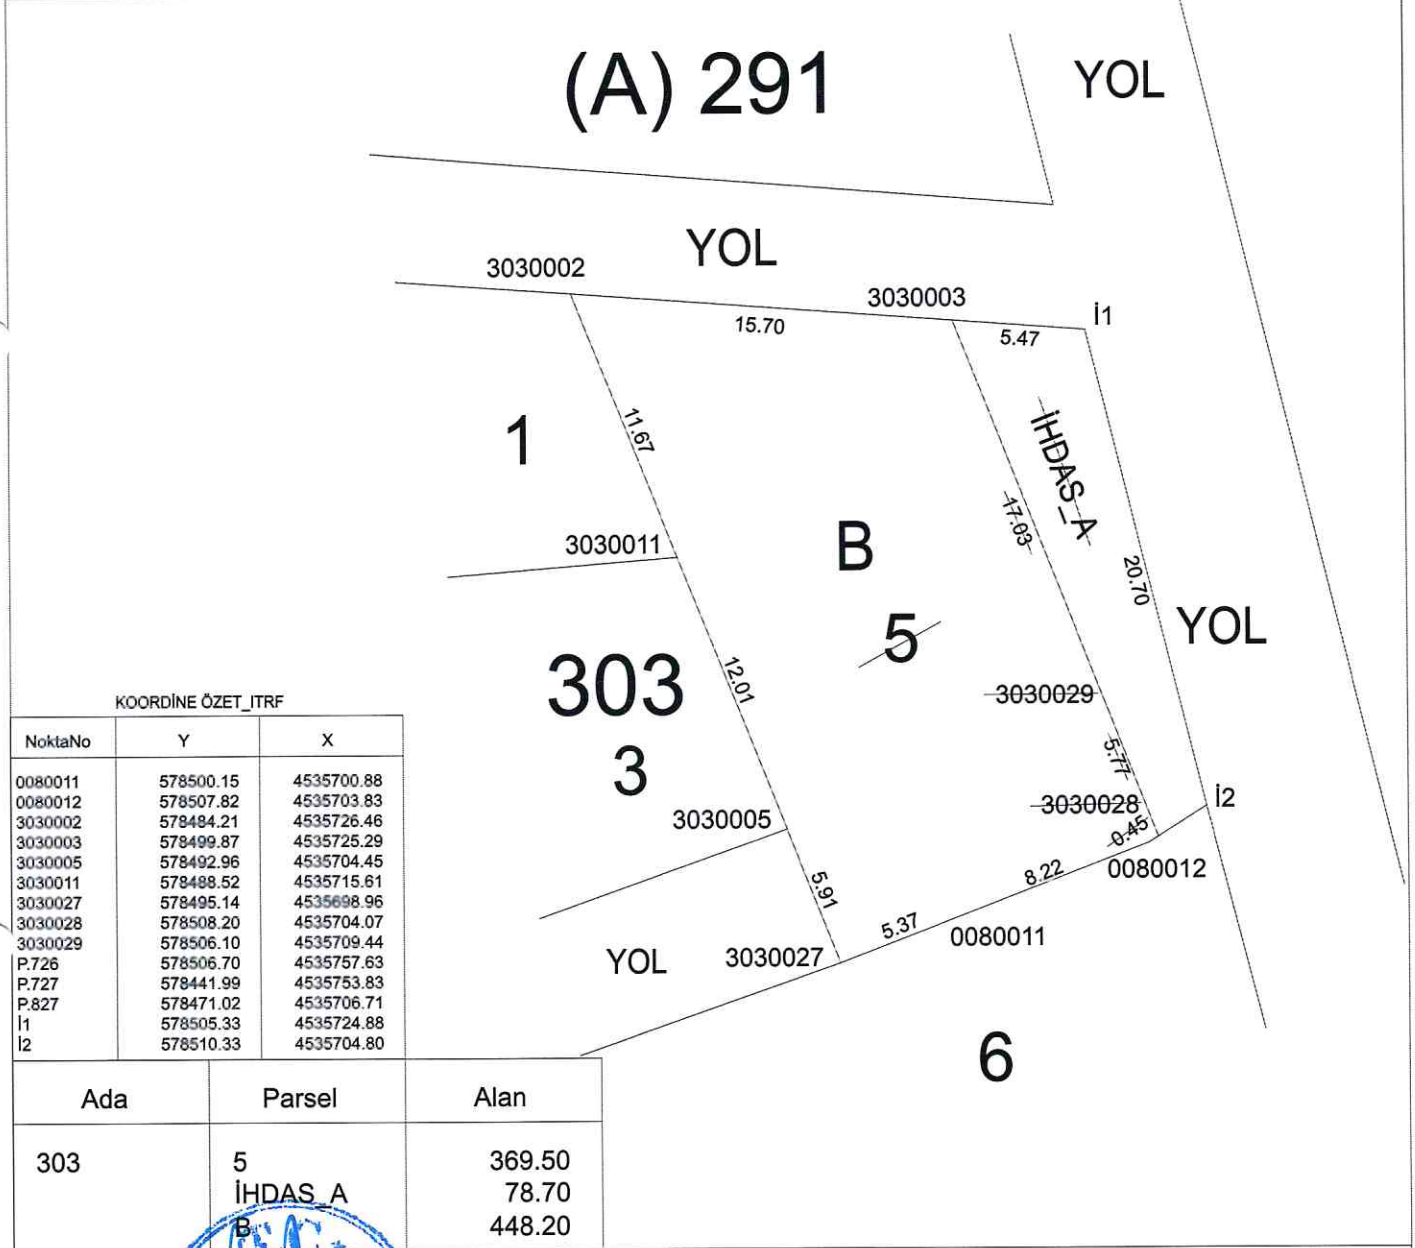 (A) 291
YOL
YOL
3030002
3030003
İ1
15.70
5.47
1
11.67
İHDAS_A
17.03
3030011
B
20.70
5
YOL
303
12.01
3030029
KOORDİNE ÖZET_ITRF
NoktaNo Y X
3
5.77
0080011 578500.15 4535700.88
0080012 578507.82 4535703.83
3030002 578484.21 4535726.46
3030003 578499.87 4535725.29
3030005 578492.96 4535704.45
3030011 578488.52 4535715.61
3030027 578495.14 4535698.96
3030028 578508.20 4535704.07
3030029 578506.10 4535709.44
P.726 578506.70 4535757.63
P.727 578441.99 4535753.83
P.827 578471.02 4535706.71
İ1 578505.33 4535724.88
İ2 578510.33 4535704.80
3030028
İ2
3030005
0.45
0080012
8.22
5.91
5.37
0080011
YOL
3030027
6
Ada Parsel Alan
303 5 369.50
İHDAS_A 78.70
B 448.20